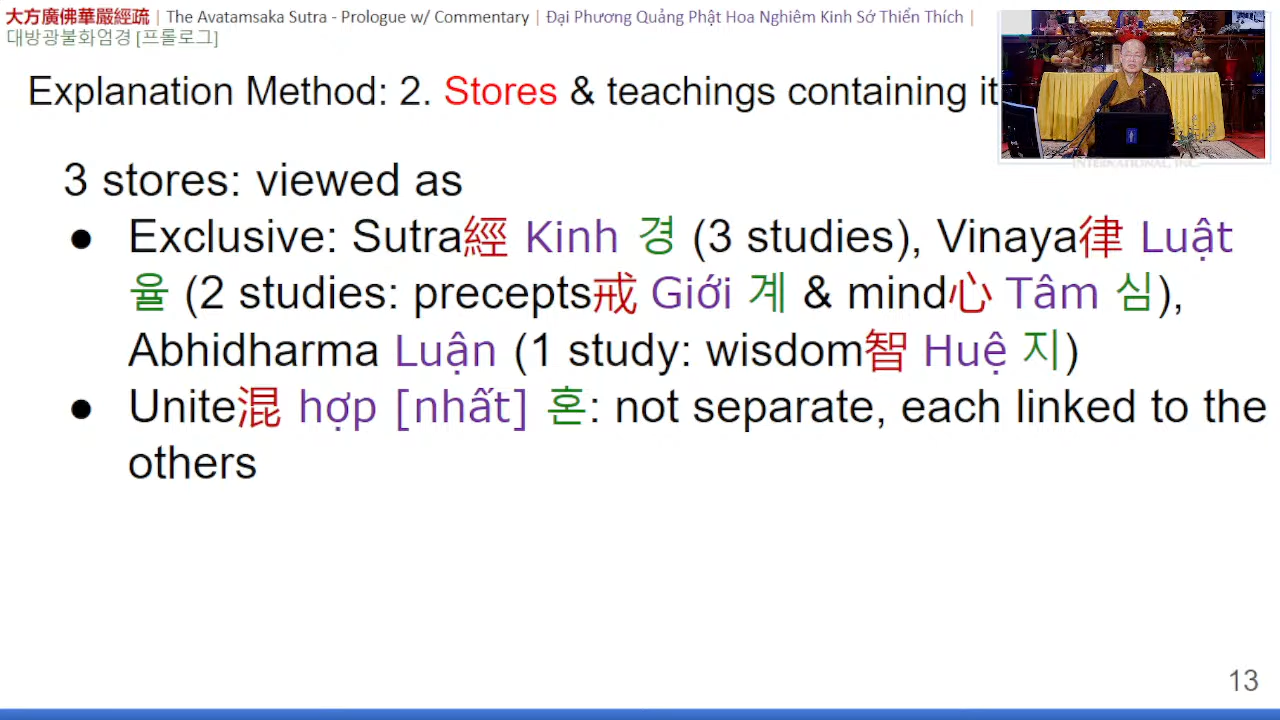 大方廣佛華嚴經疏 | The Avatamsaka Sutra - Prologue w/ Commentary | Đại Phương Quảng Phật Hoa Nghiêm Kinh Sớ Thiển Thích |
대방광불화엄경 [프롤로그]
Explanation Method: 2. Stores & teachings containing it
INTERNATIONAL, INC.
3 stores: viewed as
● Exclusive: Sutra經 Kinh 경 (3 studies), Vinaya律 Luật
율 (2 studies: precepts戒 Giới 계 & mind心 Tâm 심),
Abhidharma Luận (1 study: wisdom智 Huệ 지)
● Unite混 hợp [nhất] 혼: not separate, each linked to the
others
13